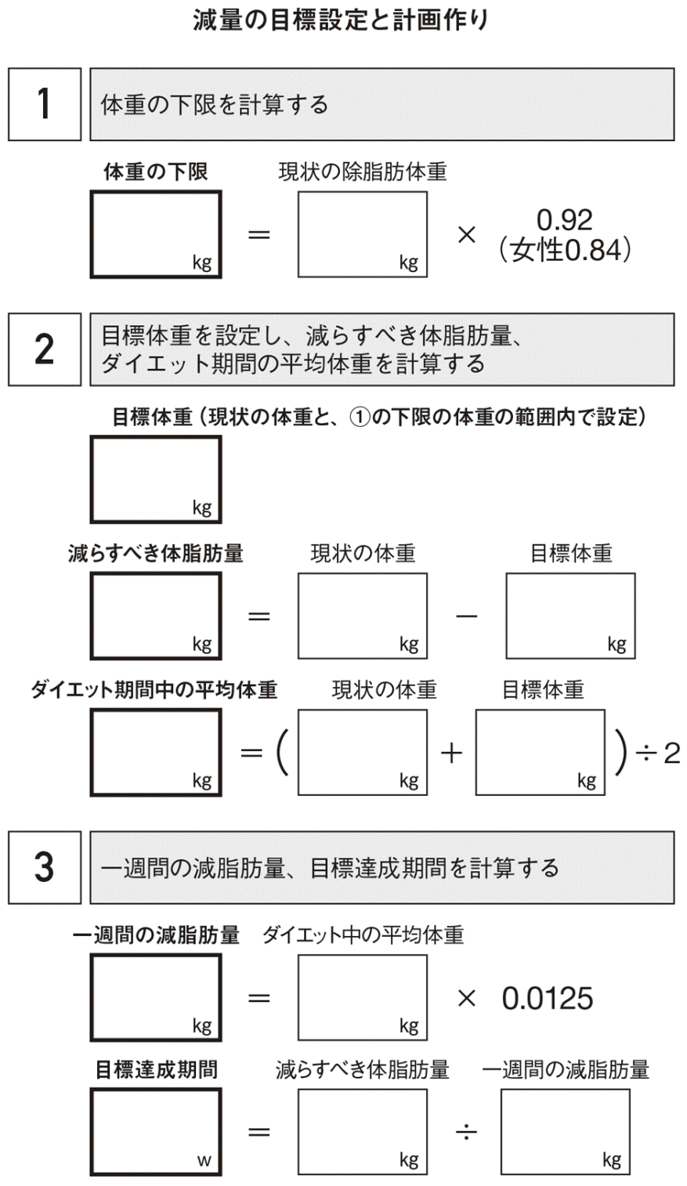 減量の目標設定と計画作り
1 体重の下限を計算する
体重の下限 現状の除脂肪体重
kg = kg × 0.92
（女性0.84）
2 目標体重を設定し、減らすべき体脂肪量、
ダイエット期間の平均体重を計算する
目標体重（現状の体重と、①の下限の体重の範囲内で設定）
kg
減らすべき体脂肪量 現状の体重 目標体重
kg = kg − kg
ダイエット期間中の平均体重 現状の体重 目標体重
kg =( kg + kg )÷2
3 一週間の減脂肪量、目標達成期間を計算する
一週間の減脂肪量 ダイエット中の平均体重
kg = kg × 0.0125
目標達成期間 減らすべき体脂肪量 一週間の減脂肪量
w = kg ÷ kg